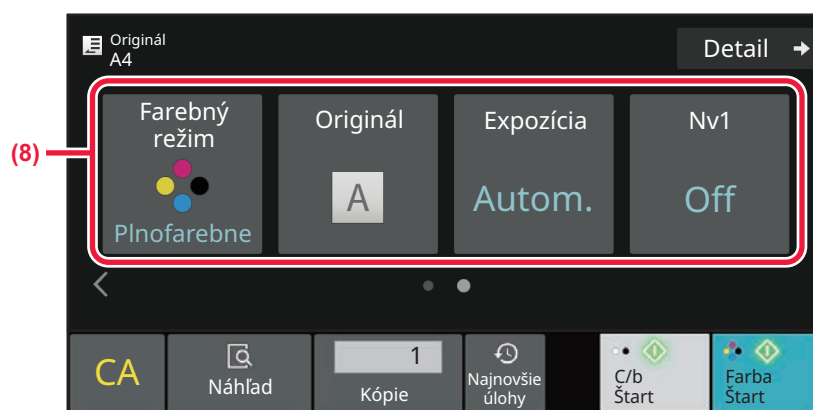 Originál
A4
Detail
Farebný
režim
Plnofarebne
Originál
A
Expozícia
Autom.
Nv1
Off
(8)
CA
Náhľad
1
Kópie
Najnovšie
úlohy
C/b
Štart
Farba
Štart